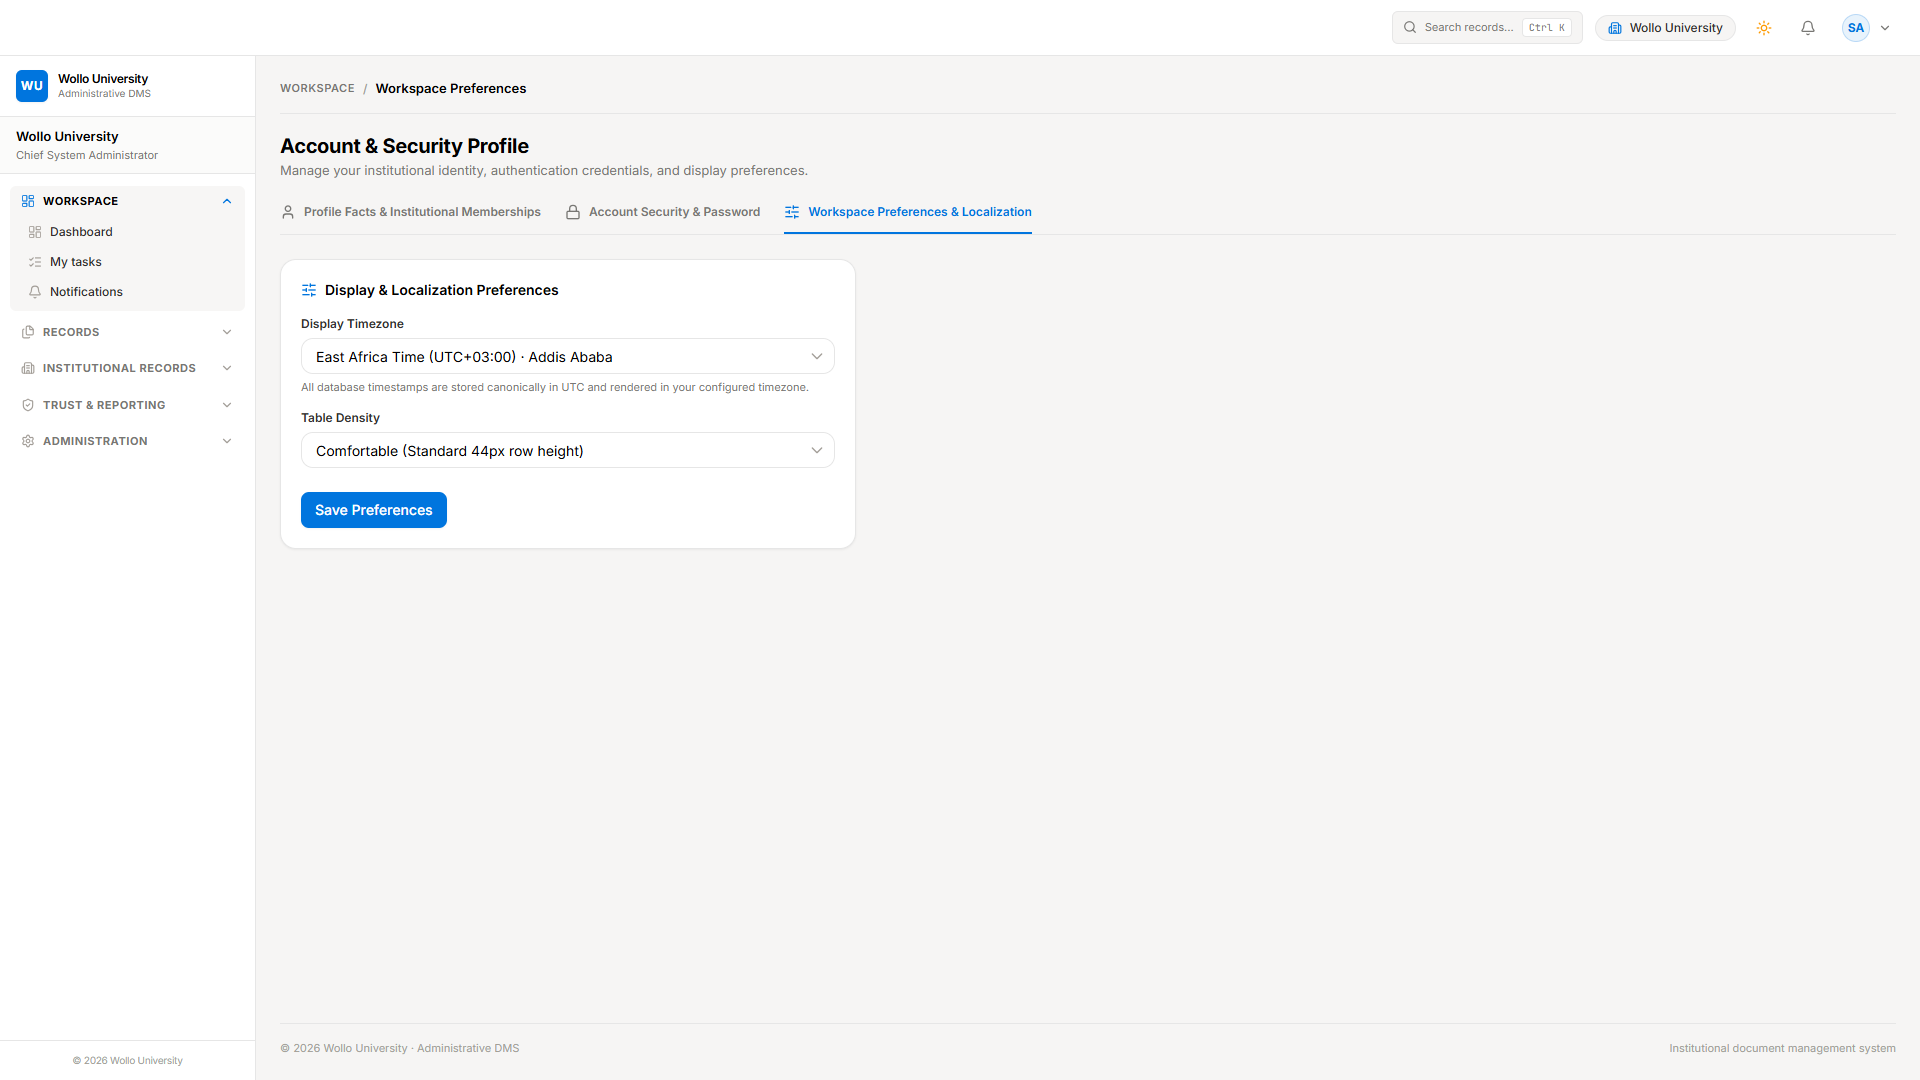 Search records... Ctrl K
Wollo University
SA
WU
Wollo University
Administrative DMS
Wollo University
Chief System Administrator
WORKSPACE
Dashboard
My tasks
Notifications
RECORDS
INSTITUTIONAL RECORDS
TRUST & REPORTING
ADMINISTRATION
© 2026 Wollo University
WORKSPACE / Workspace Preferences
Account & Security Profile
Manage your institutional identity, authentication credentials, and display preferences.
Profile Facts & Institutional Memberships
Account Security & Password
Workspace Preferences & Localization
Display & Localization Preferences
Display Timezone
East Africa Time (UTC+03:00) · Addis Ababa
All database timestamps are stored canonically in UTC and rendered in your configured timezone.
Table Density
Comfortable (Standard 44px row height)
Save Preferences
© 2026 Wollo University · Administrative DMS
Institutional document management system